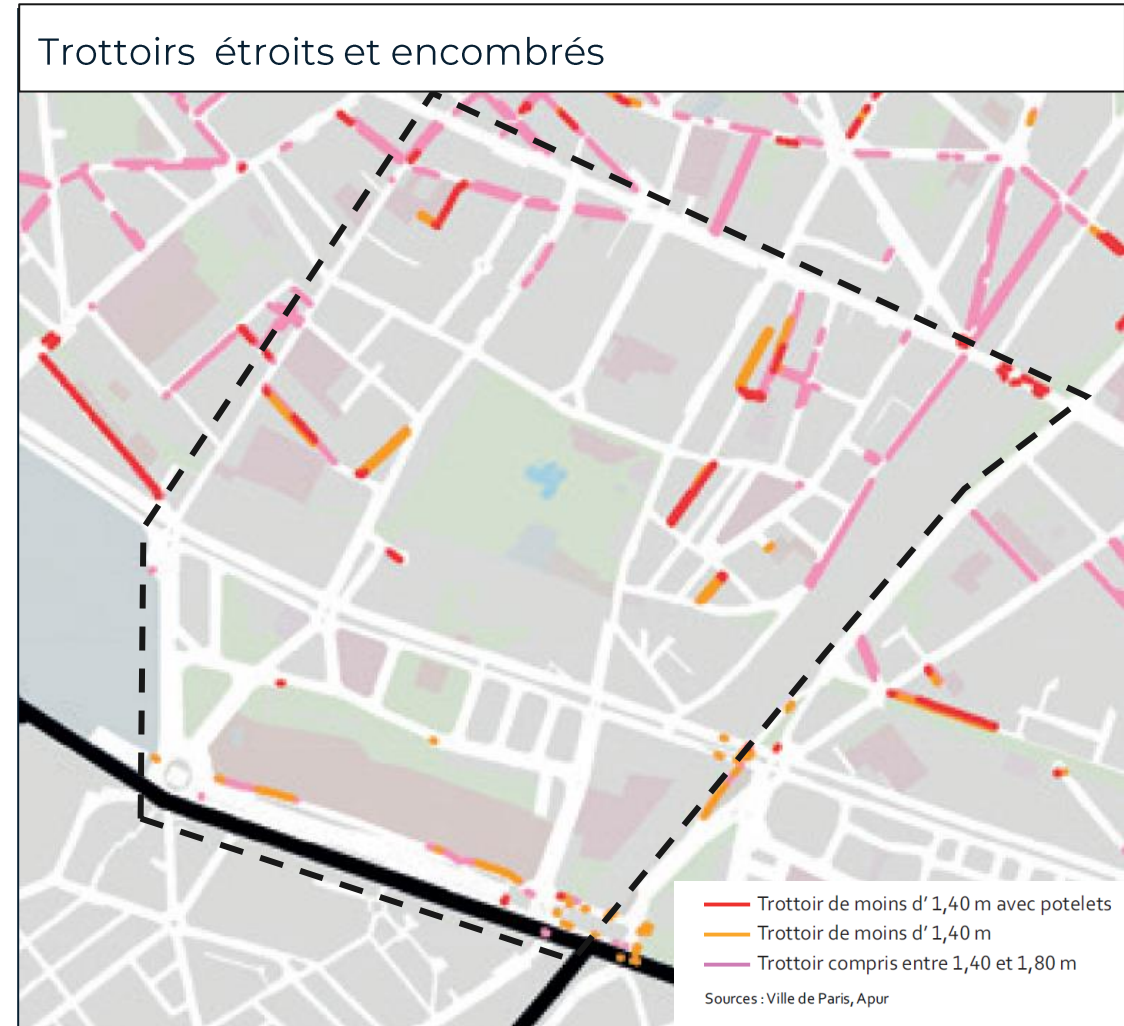 Trottoirs étroits et encombrés
Trottoir de moins d’ 1,40 m avec potelets
Trottoir de moins d’ 1,40 m
Trottoir compris entre 1,40 et 1,80 m
Sources : Ville de Paris, Apur